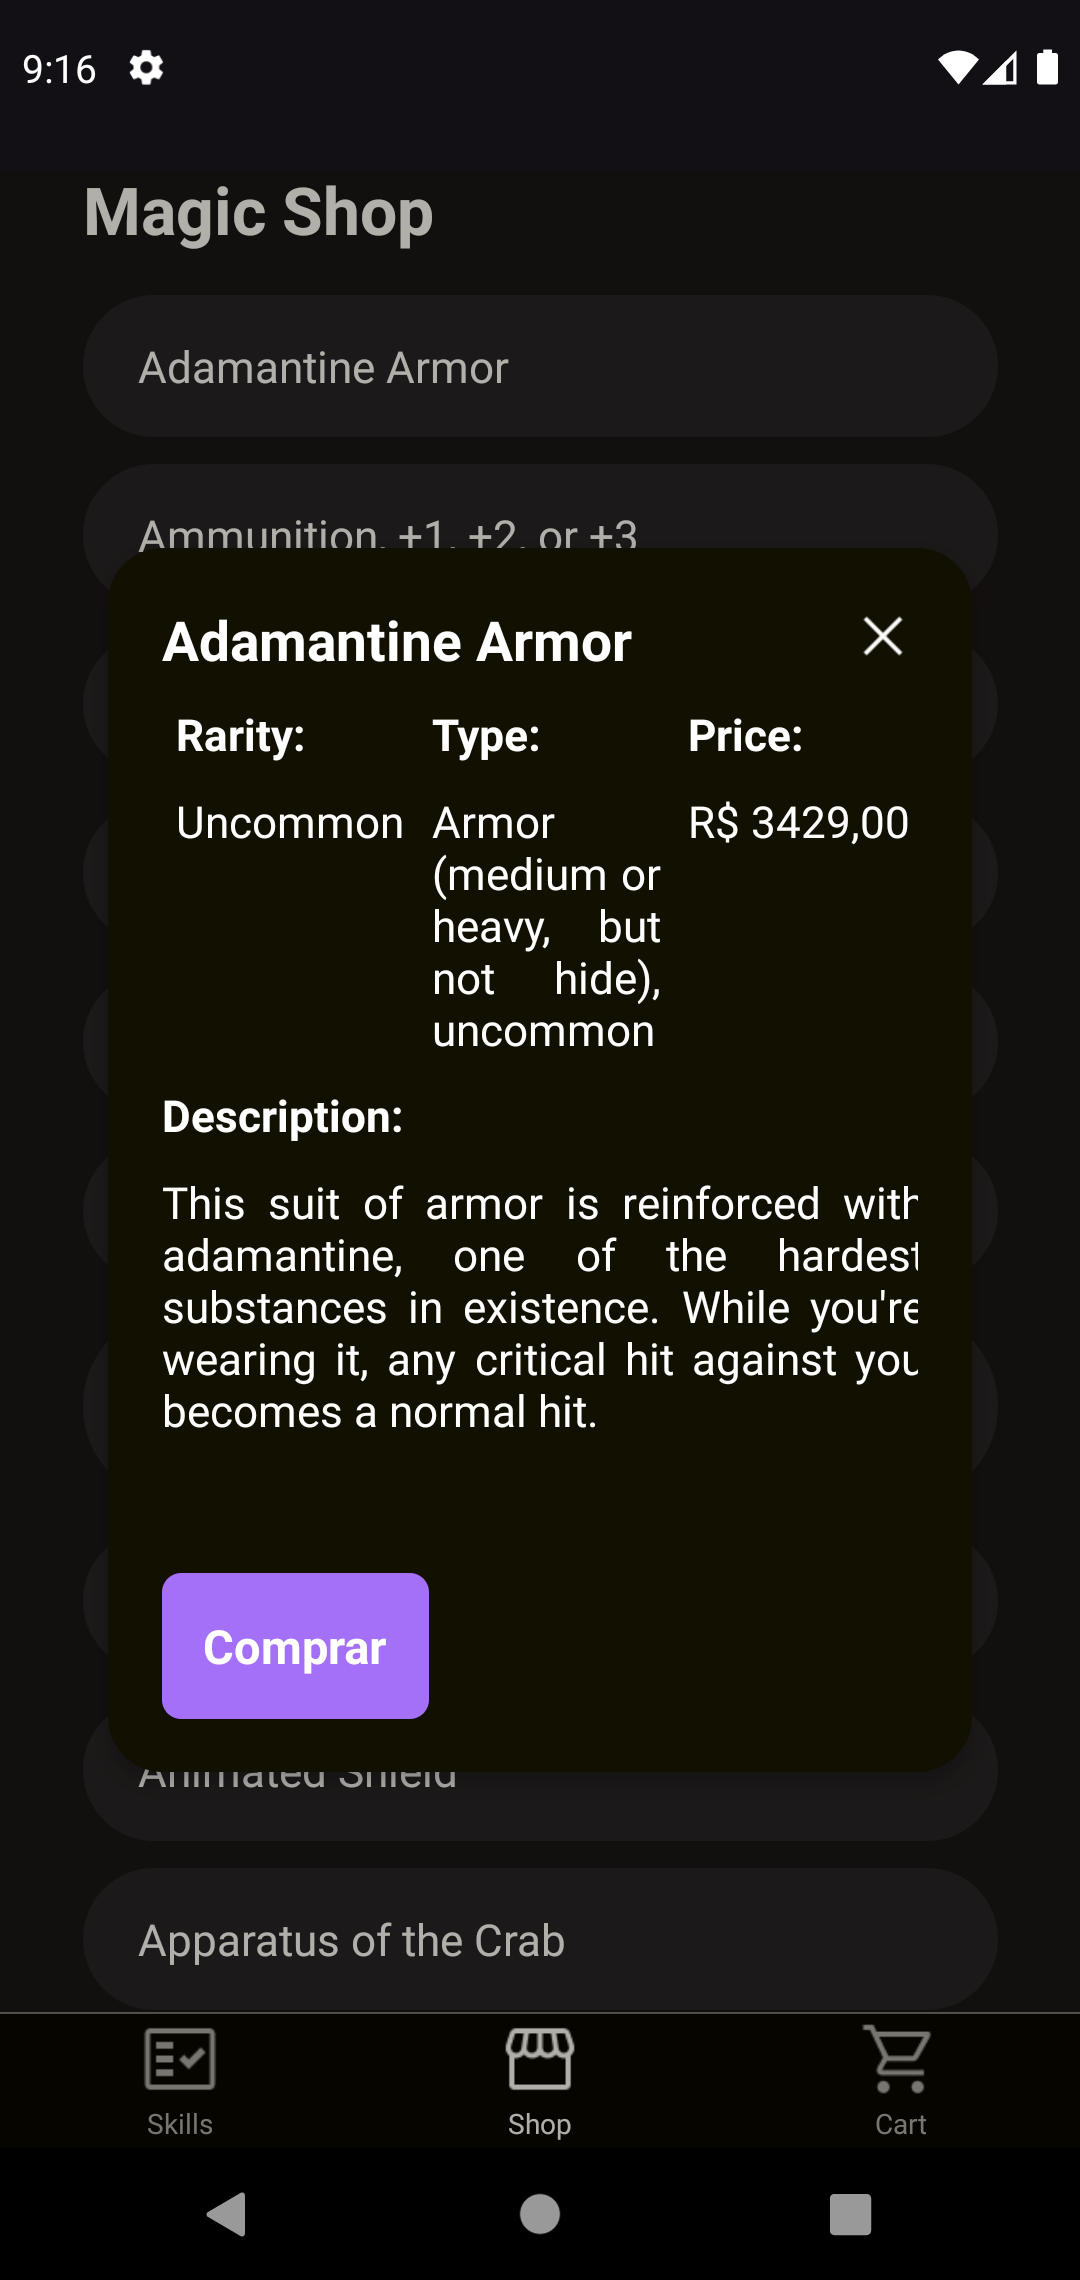 9:16
Magic Shop
Adamantine Armor
Ammunition, +1, +2, or +3
Adamantine Armor
Rarity: Type: Price:
Uncommon Armor R$ 3429,00
(medium or
heavy, but
not hide),
uncommon
Description:
This suit of armor is reinforced with
adamantine, one of the hardest
substances in existence. While you're
wearing it, any critical hit against you
becomes a normal hit.
Comprar
Animated Shield
Apparatus of the Crab
Skills Shop Cart